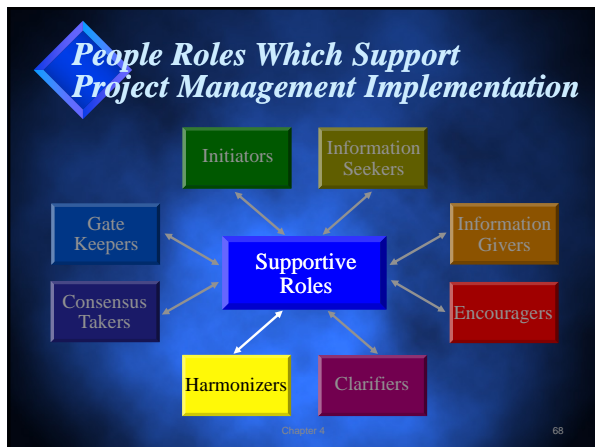 People Roles Which Support
Project Management Implementation
Initiators
Information
Seekers
Gate
Keepers
Information
Givers
Supportive
Roles
Consensus
Takers
Encouragers
Harmonizers
Clarifiers
Chapter 4
68